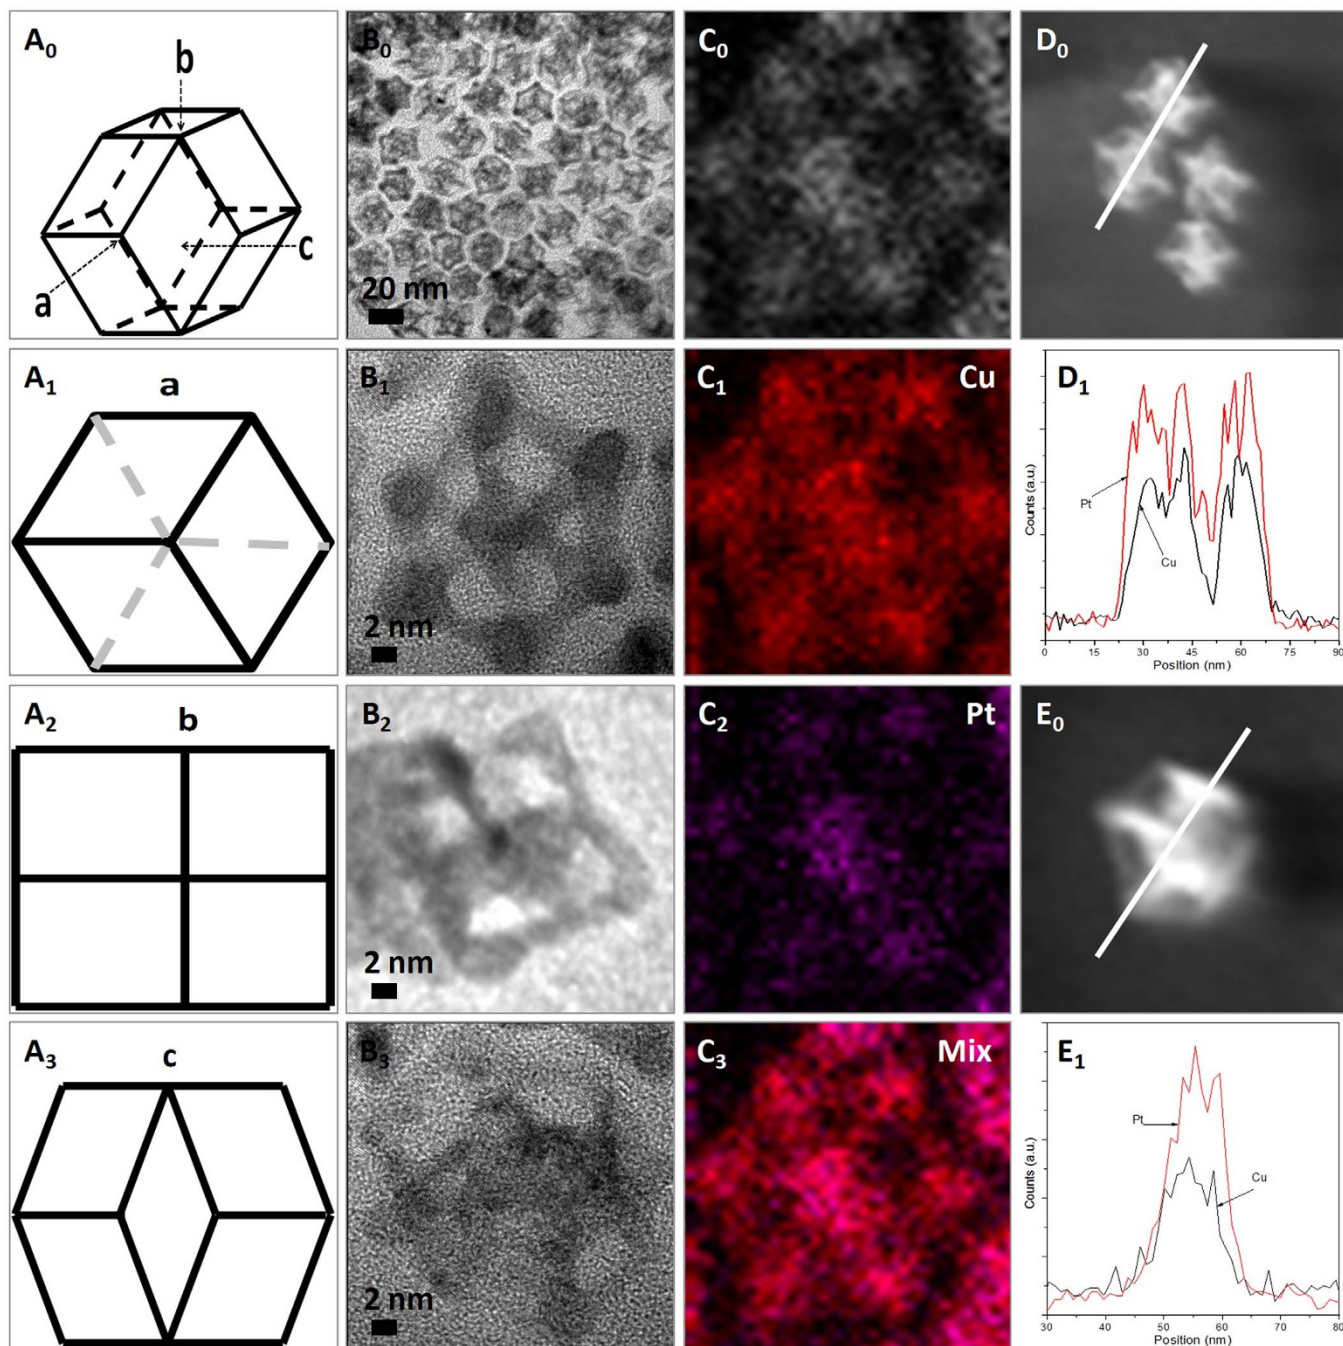 A0
b
a
c
B0
20 nm
C0
D0
A1
a
B1
2 nm
C1
Cu
D1
Counts (a.u.)
Pt
Cu
0 15 30 45 60 75 90
Position (nm)
A2
b
B2
2 nm
C2
Pt
E0
A3
c
B3
2 nm
C3
Mix
E1
Counts (a.u.)
Pt
Cu
30 40 50 60 70 80
Position (nm)